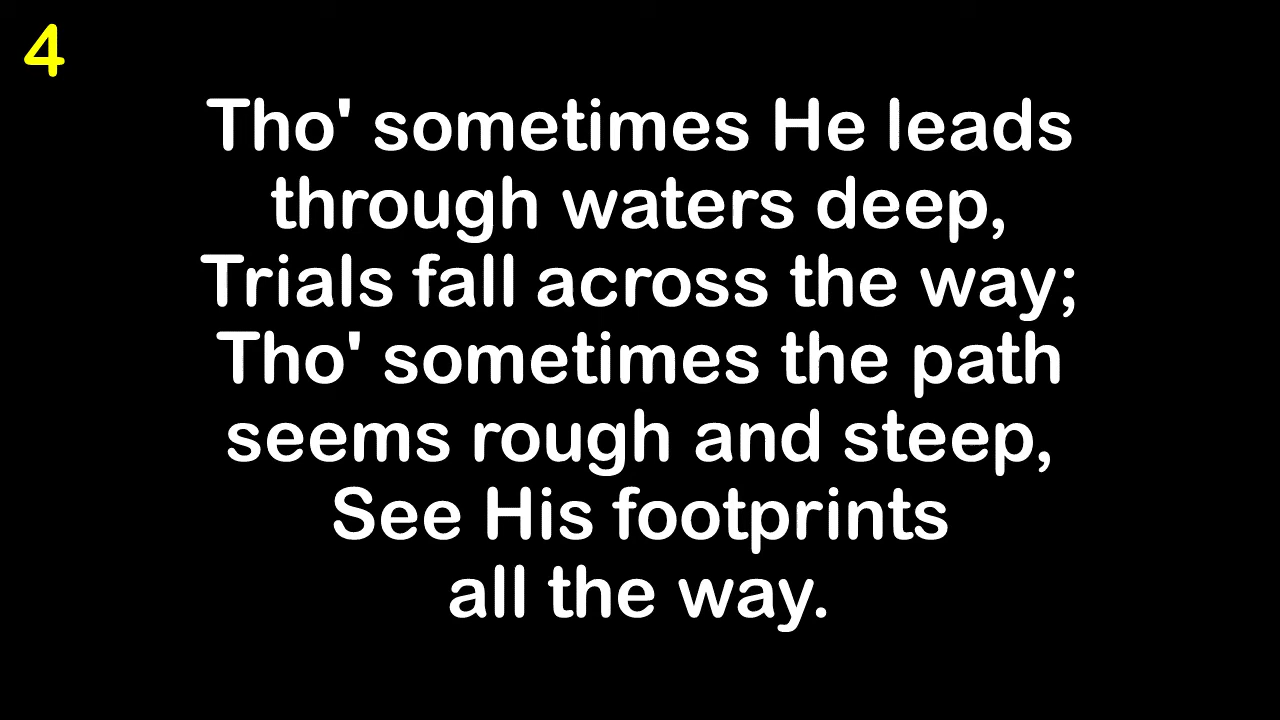 4
Tho' sometimes He leads
through waters deep,
Trials fall across the way;
Tho' sometimes the path
seems rough and steep,
See His footprints
all the way.